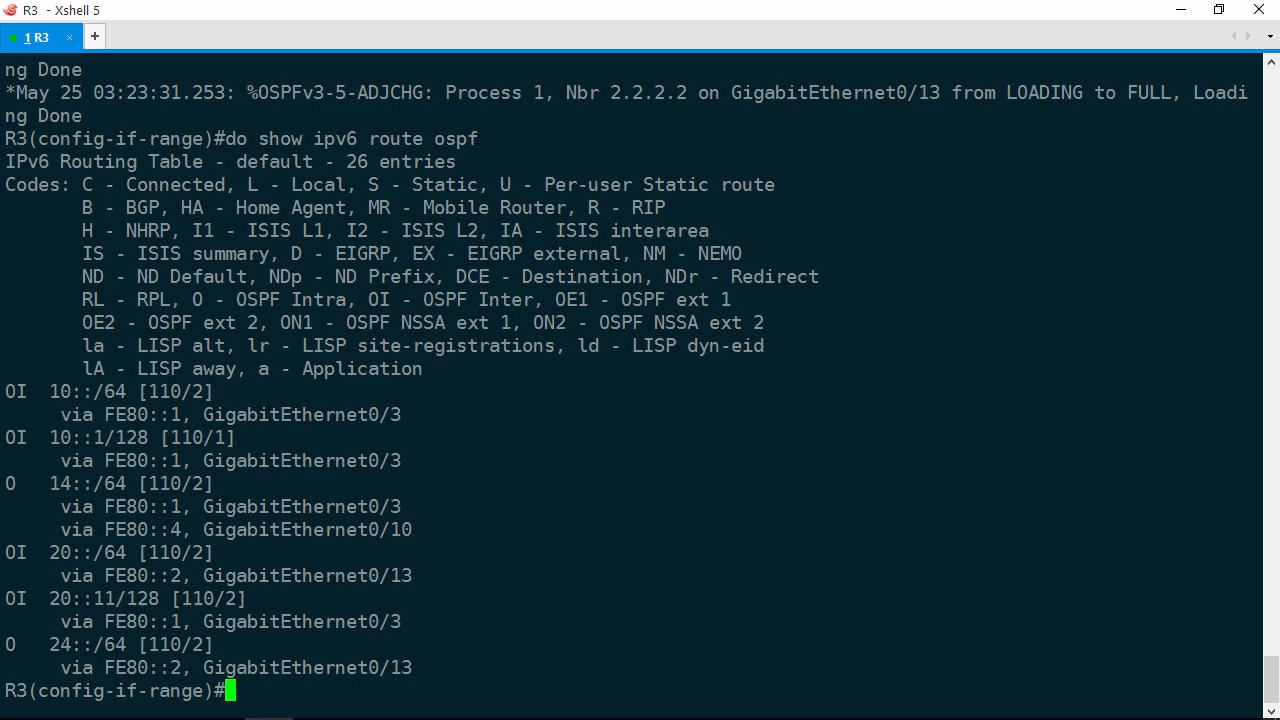 R3 - Xshell 5
1 R3 × +
ng Done
*May 25 03:23:31.253: %OSPFv3-5-ADJCHG: Process 1, Nbr 2.2.2.2 on GigabitEthernet0/13 from LOADING to FULL, Loadi
ng Done
R3(config-if-range)#do show ipv6 route ospf
IPv6 Routing Table - default - 26 entries
Codes: C - Connected, L - Local, S - Static, U - Per-user Static route
       B - BGP, HA - Home Agent, MR - Mobile Router, R - RIP
       H - NHRP, I1 - ISIS L1, I2 - ISIS L2, IA - ISIS interarea
       IS - ISIS summary, D - EIGRP, EX - EIGRP external, NM - NEMO
       ND - ND Default, NDp - ND Prefix, DCE - Destination, NDr - Redirect
       RL - RPL, O - OSPF Intra, OI - OSPF Inter, OE1 - OSPF ext 1
       OE2 - OSPF ext 2, ON1 - OSPF NSSA ext 1, ON2 - OSPF NSSA ext 2
       la - LISP alt, lr - LISP site-registrations, ld - LISP dyn-eid
       lA - LISP away, a - Application
OI  10::/64 [110/2]
     via FE80::1, GigabitEthernet0/3
OI  10::1/128 [110/1]
     via FE80::1, GigabitEthernet0/3
O   14::/64 [110/2]
     via FE80::1, GigabitEthernet0/3
     via FE80::4, GigabitEthernet0/10
OI  20::/64 [110/2]
     via FE80::2, GigabitEthernet0/13
OI  20::11/128 [110/2]
     via FE80::1, GigabitEthernet0/3
O   24::/64 [110/2]
     via FE80::2, GigabitEthernet0/13
R3(config-if-range)#